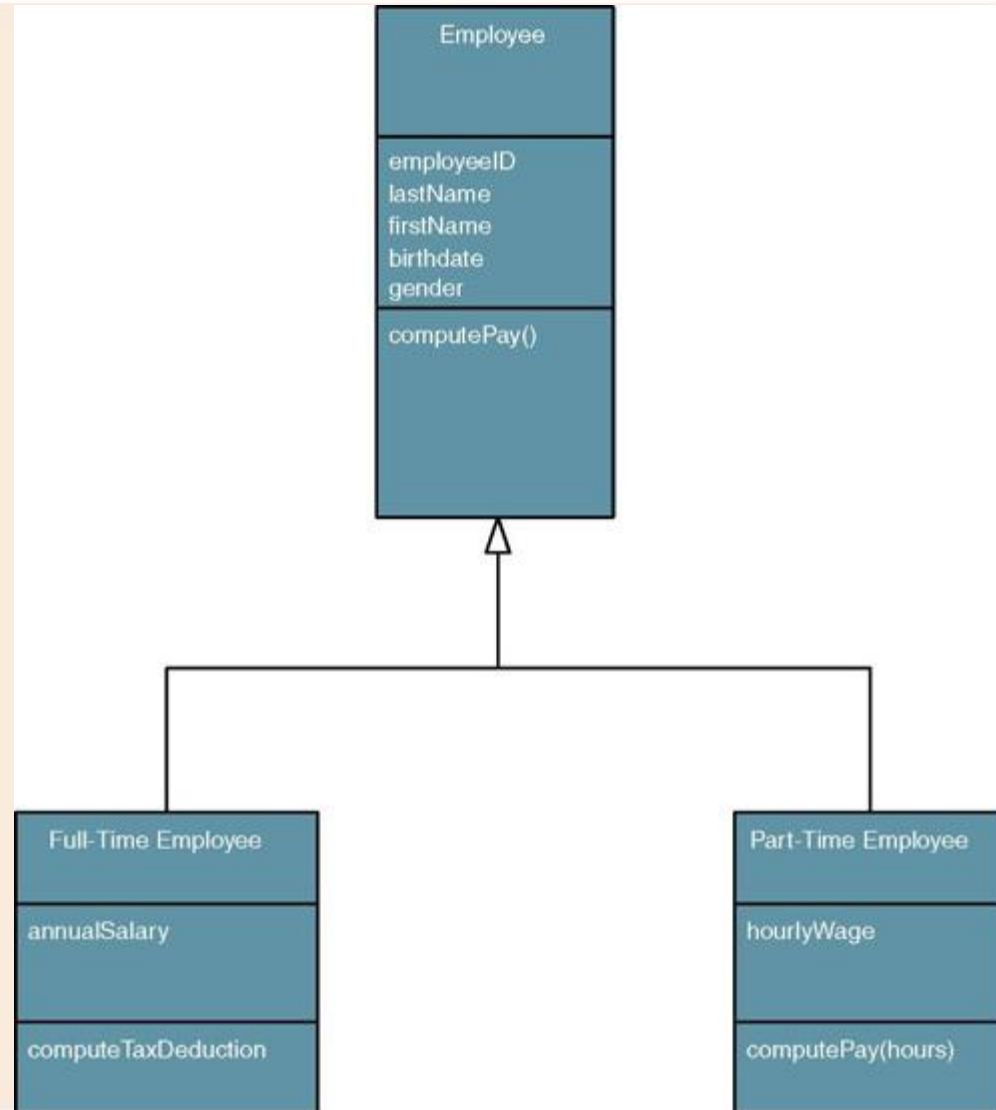 Employee
employeeID
lastName
firstName
birthdate
gender
computePay()
Full-Time Employee
annualSalary
computeTaxDeduction
Part-Time Employee
hourlyWage
computePay(hours)